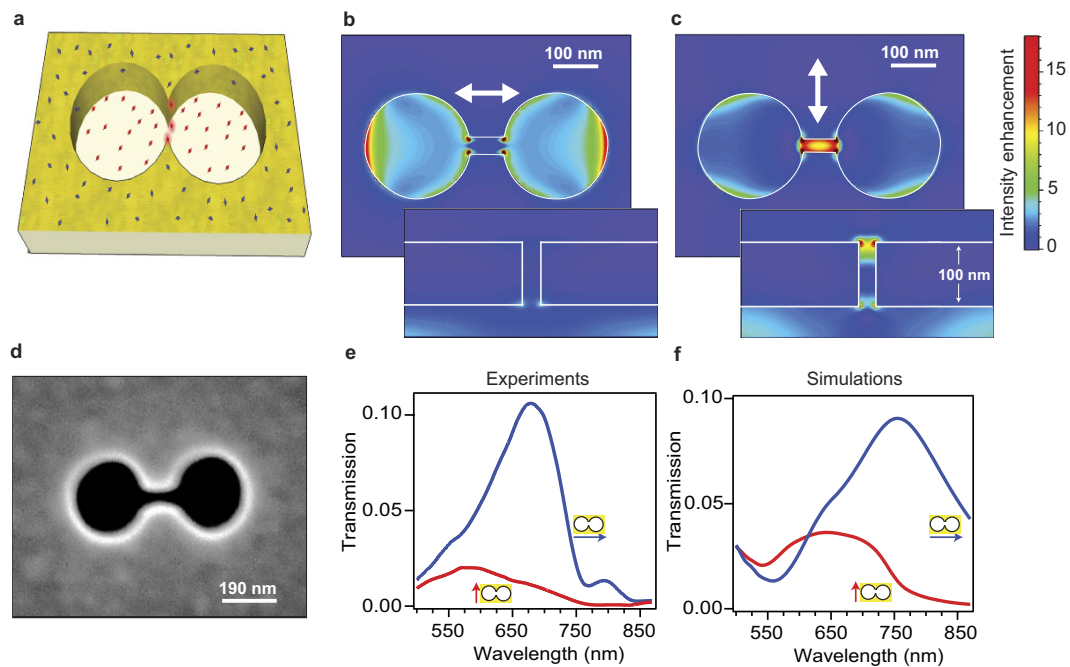 a
b
100 nm
c
100 nm
Intensity enhancement
15
10
5
0
100 nm
d
190 nm
e
Experiments
Transmission
0.10
0.05
0.00
550
650
750
850
Wavelength (nm)
f
Simulations
Transmission
0.10
0.05
0.00
550
650
750
850
Wavelength (nm)